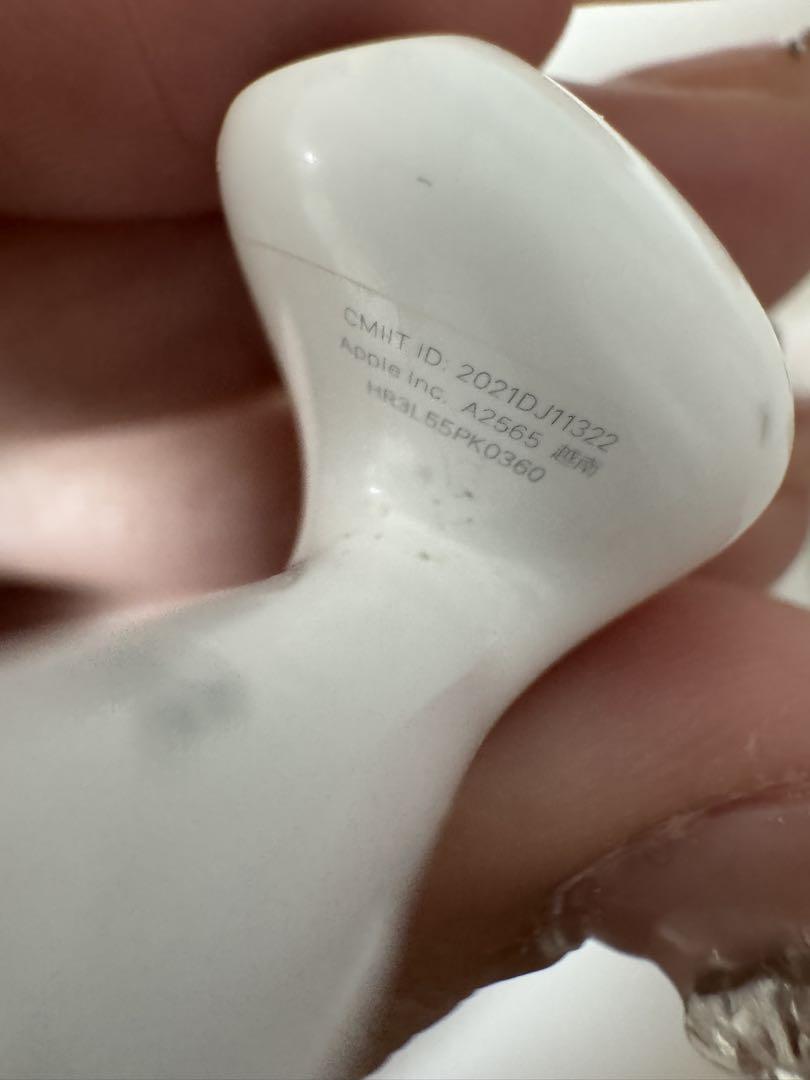 CMIIT ID: 2021DJ11322
Apple Inc. A2565 越南
HR3L55PK0360